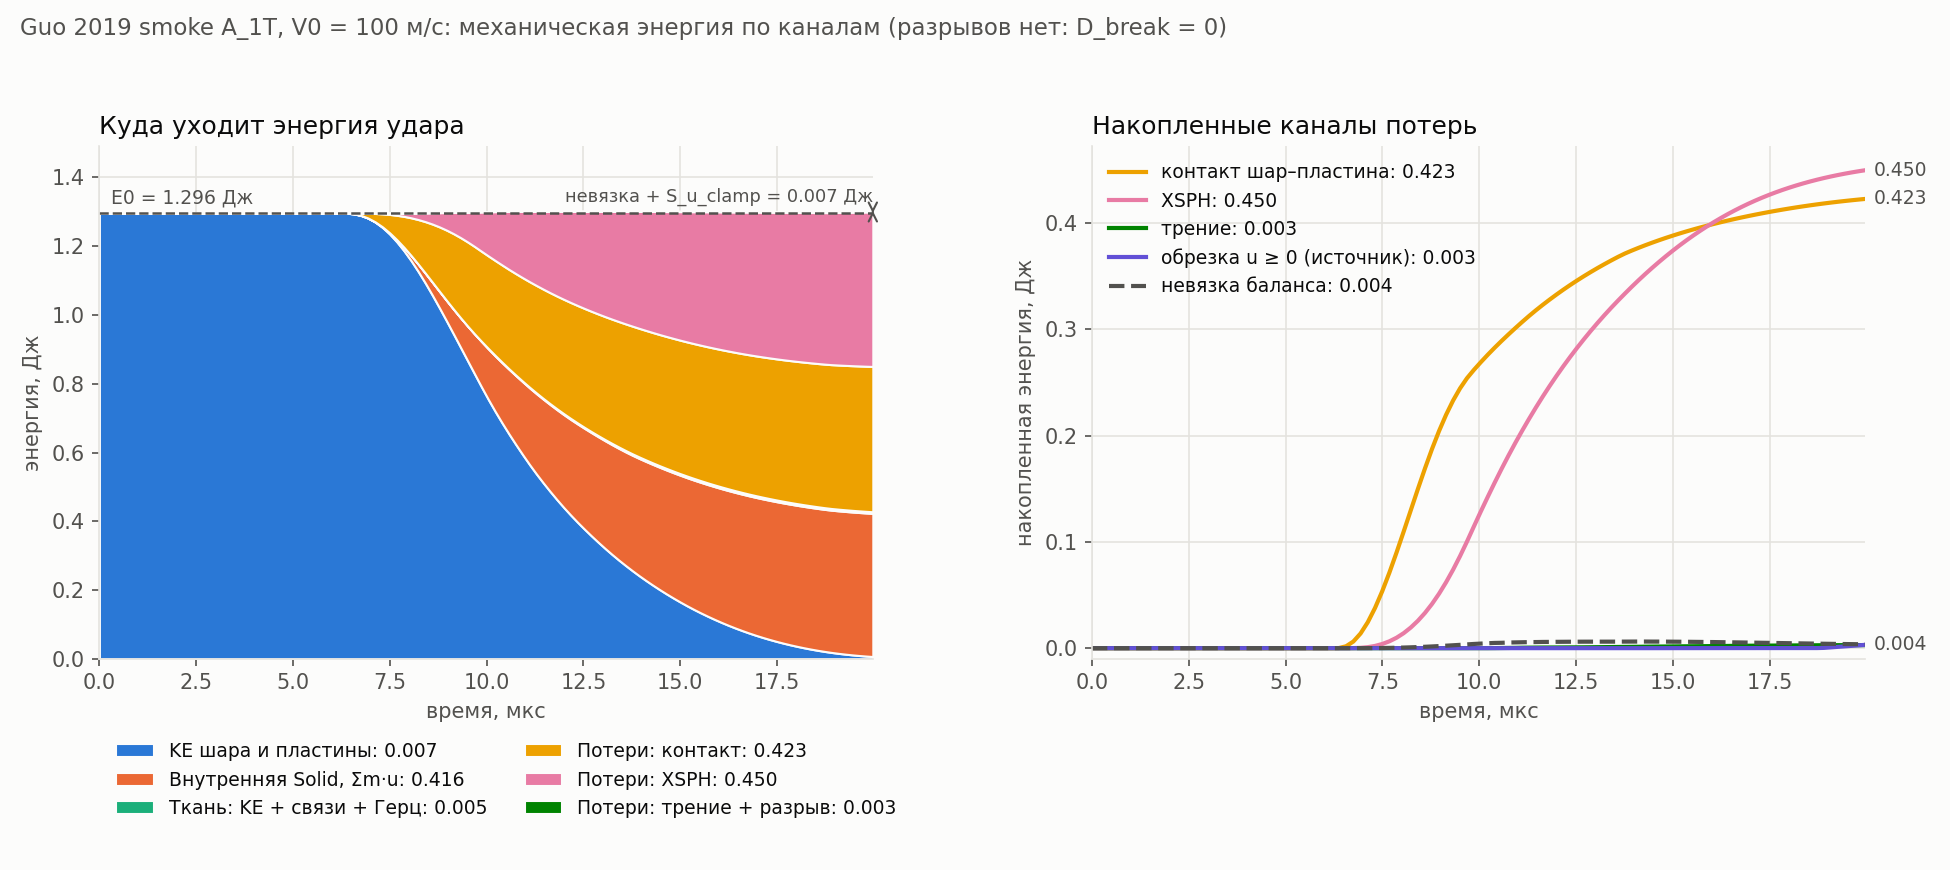 Guo 2019 smoke A_1T, V0 = 100 м/с: механическая энергия по каналам (разрывов нет: D_break = 0)
Куда уходит энергия удара
E0 = 1.296 Дж
невязка + S_u_clamp = 0.007 Дж
энергия, Дж
1.4
1.2
1.0
0.8
0.6
0.4
0.2
0.0
0.0 2.5 5.0 7.5 10.0 12.5 15.0 17.5
время, мкс
KE шара и пластины: 0.007
Внутренняя Solid, Σm·u: 0.416
Ткань: KE + связи + Герц: 0.005
Потери: контакт: 0.423
Потери: XSPH: 0.450
Потери: трение + разрыв: 0.003
Накопленные каналы потерь
контакт шар–пластина: 0.423
XSPH: 0.450
трение: 0.003
обрезка u ≥ 0 (источник): 0.003
невязка баланса: 0.004
0.450
0.423
0.004
накопленная энергия, Дж
0.4
0.3
0.2
0.1
0.0
0.0 2.5 5.0 7.5 10.0 12.5 15.0 17.5
время, мкс